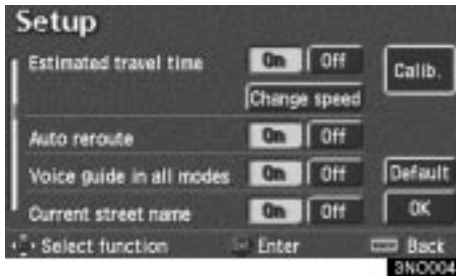 Setup
Estimated travel time On Off Calib.
Change speed
Auto reroute On Off
Voice guide in all modes On Off Default
Current street name On Off OK
Select function Enter Back
3NO004